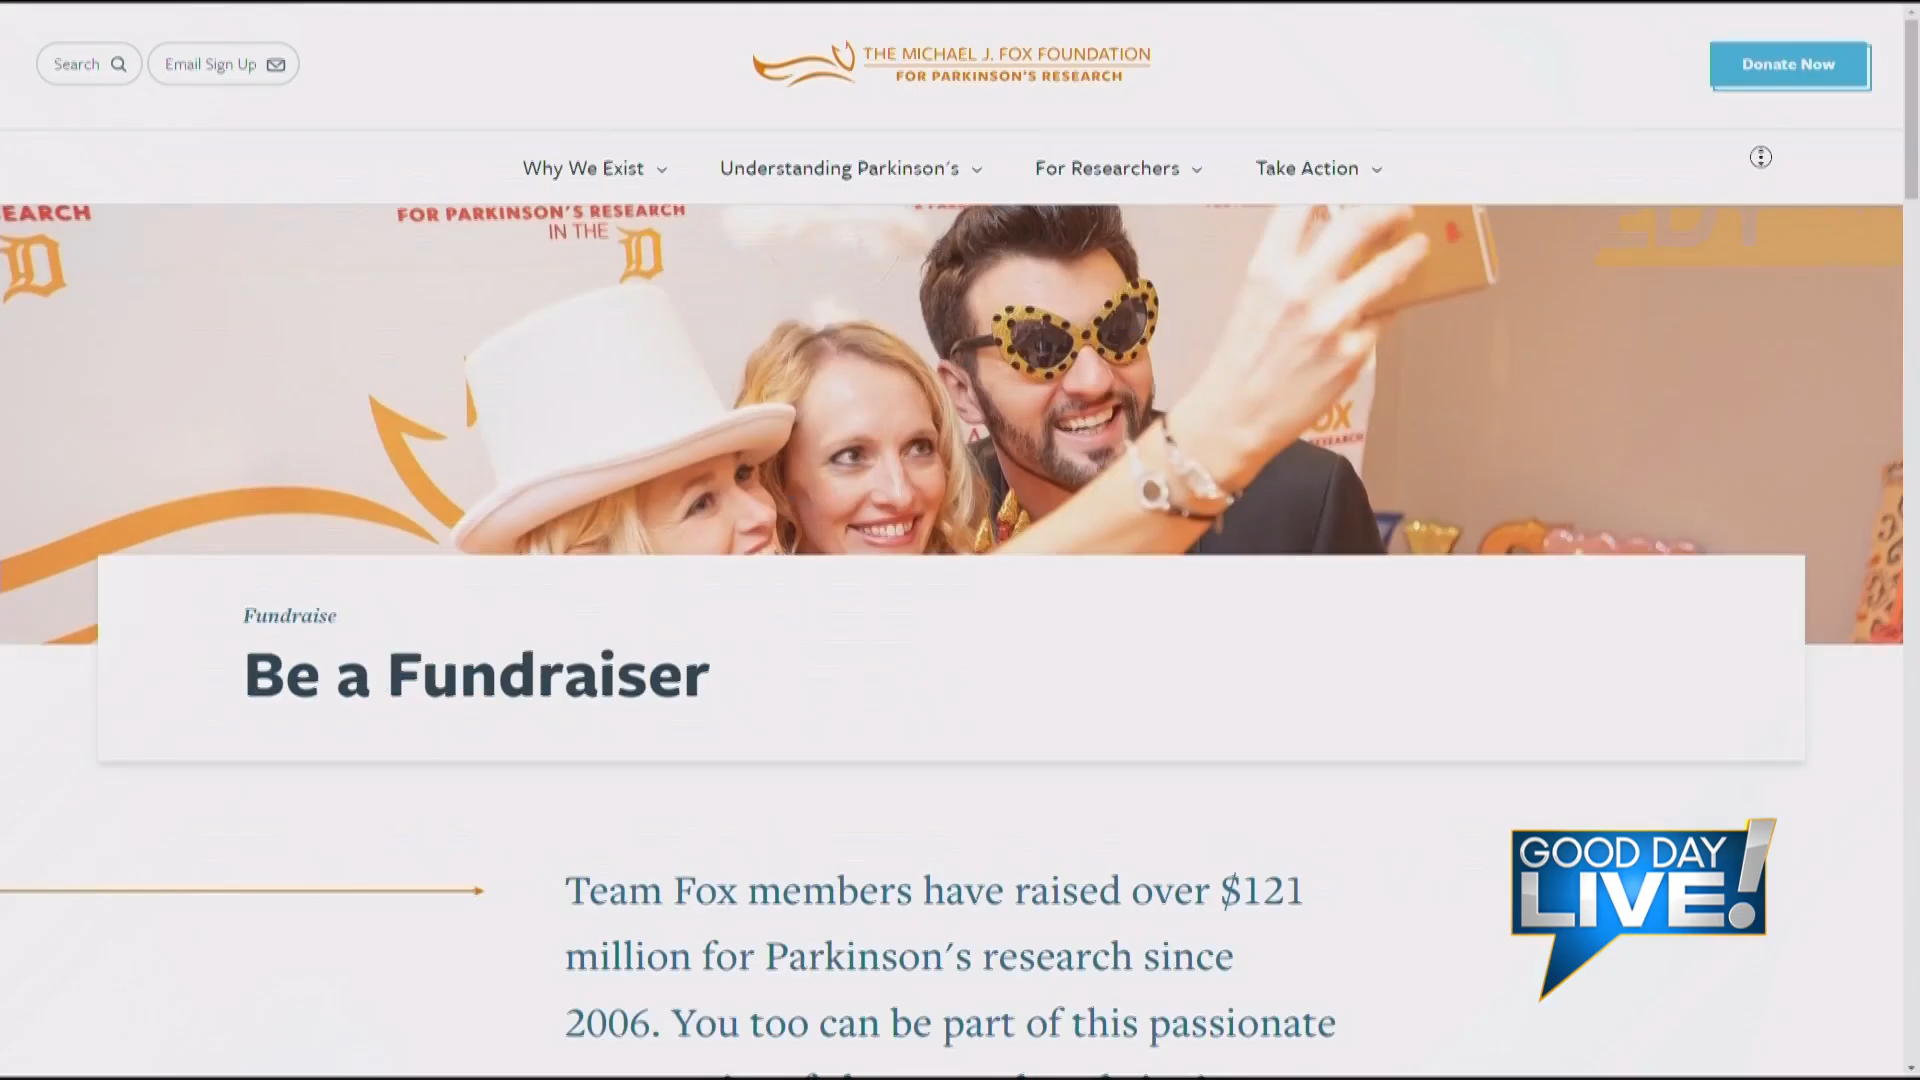 Search
Email Sign Up
THE MICHAEL J. FOX FOUNDATION
FOR PARKINSON'S RESEARCH
Donate Now
Why We Exist
Understanding Parkinson's
For Researchers
Take Action
EARCH
D
FOR PARKINSON'S RESEARCH
IN THE
D
OX
Fundraise
Be a Fundraiser
Team Fox members have raised over $121
million for Parkinson's research since
2006. You too can be part of this passionate
GOOD DAY
LIVE!